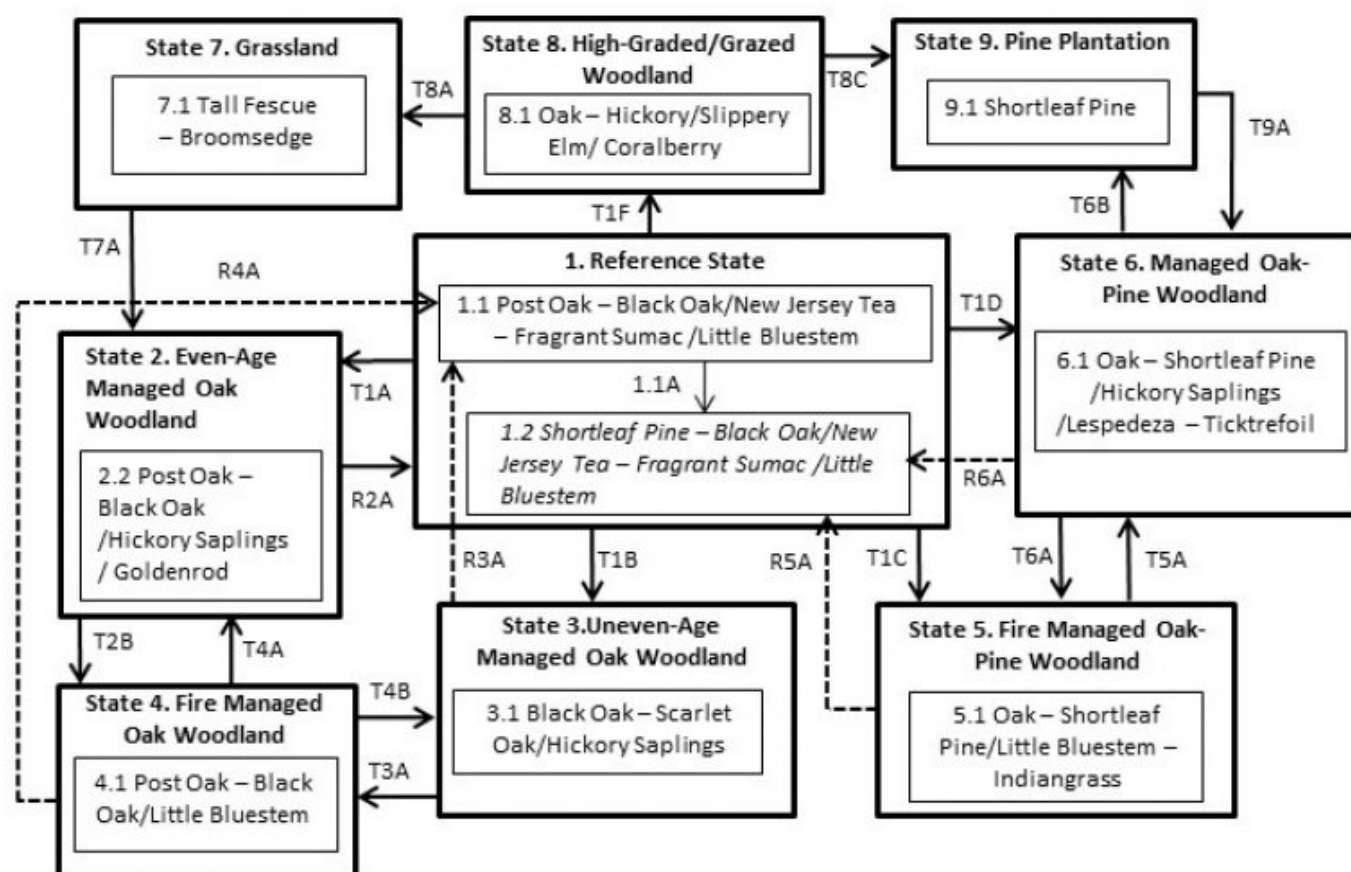 State 7. Grassland
7.1 Tall Fescue
– Broomsedge
T8A
State 8. High-Graded/Grazed
Woodland
8.1 Oak – Hickory/Slippery
Elm/ Coralberry
T8C
State 9. Pine Plantation
9.1 Shortleaf Pine
T9A
T7A
R4A
T1F
T6B
1. Reference State
1.1 Post Oak – Black Oak/New Jersey Tea
– Fragrant Sumac /Little Bluestem
1.1A
1.2 Shortleaf Pine – Black Oak/New
Jersey Tea – Fragrant Sumac /Little
Bluestem
T1D
State 6. Managed Oak-
Pine Woodland
6.1 Oak – Shortleaf Pine
/Hickory Saplings
/Lespedeza – Ticktrefoil
State 2. Even-Age
Managed Oak
Woodland
2.2 Post Oak –
Black Oak
/Hickory Saplings
/ Goldenrod
T1A
R2A
R6A
R3A
T1B
R5A
T1C
T6A
T5A
T2B
T4A
State 3.Uneven-Age
Managed Oak Woodland
3.1 Black Oak – Scarlet
Oak/Hickory Saplings
State 5. Fire Managed Oak-
Pine Woodland
5.1 Oak – Shortleaf
Pine/Little Bluestem –
Indiangrass
State 4. Fire Managed
Oak Woodland
4.1 Post Oak – Black
Oak/Little Bluestem
T4B
T3A